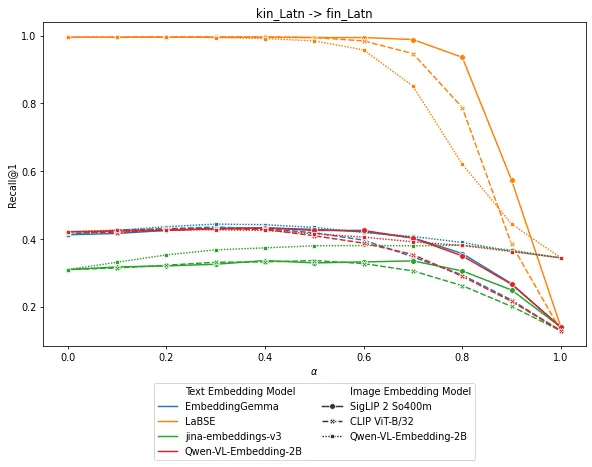 kin_Latn -> fin_Latn
Recall@1
1.0
0.8
0.6
0.4
0.2
0.0 0.2 0.4 0.6 0.8 1.0
α
Text Embedding Model
EmbeddingGemma
LaBSE
jina-embeddings-v3
Qwen-VL-Embedding-2B
Image Embedding Model
SigLIP 2 So400m
CLIP ViT-B/32
Qwen-VL-Embedding-2B